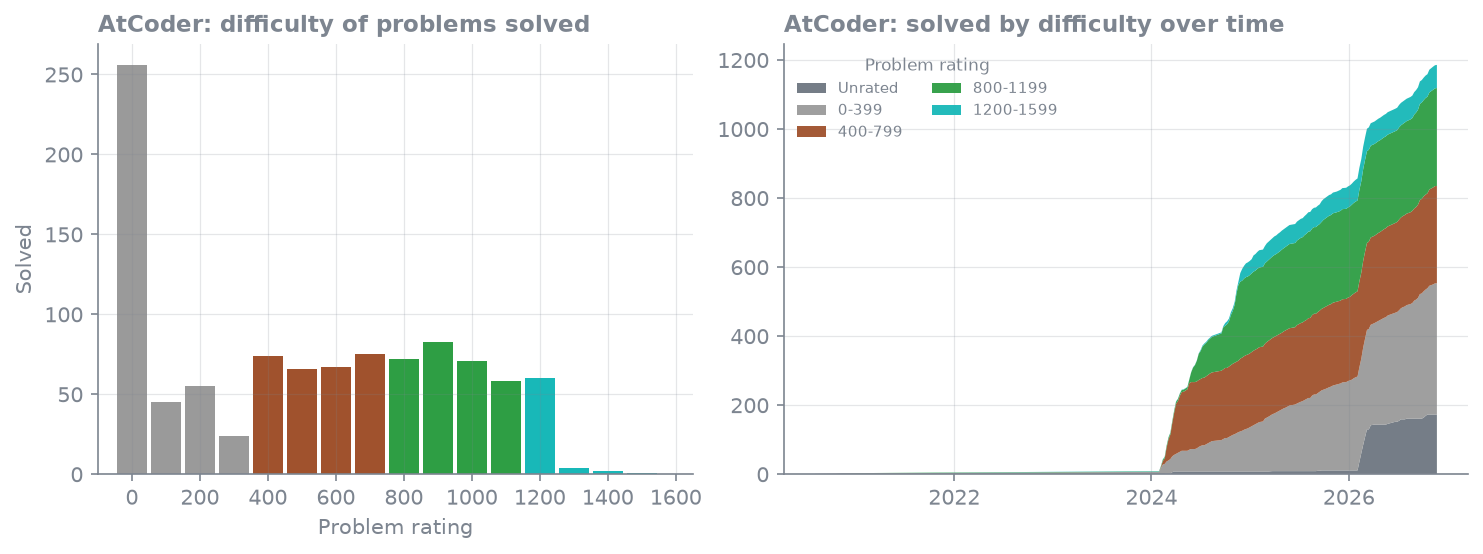 AtCoder: difficulty of problems solved
250
200
150
100
50
0
Solved
0 200 400 600 800 1000 1200 1400 1600
Problem rating
AtCoder: solved by difficulty over time
1200
1000
800
600
400
200
0
Problem rating
Unrated
0-399
400-799
800-1199
1200-1599
2022 2024 2026